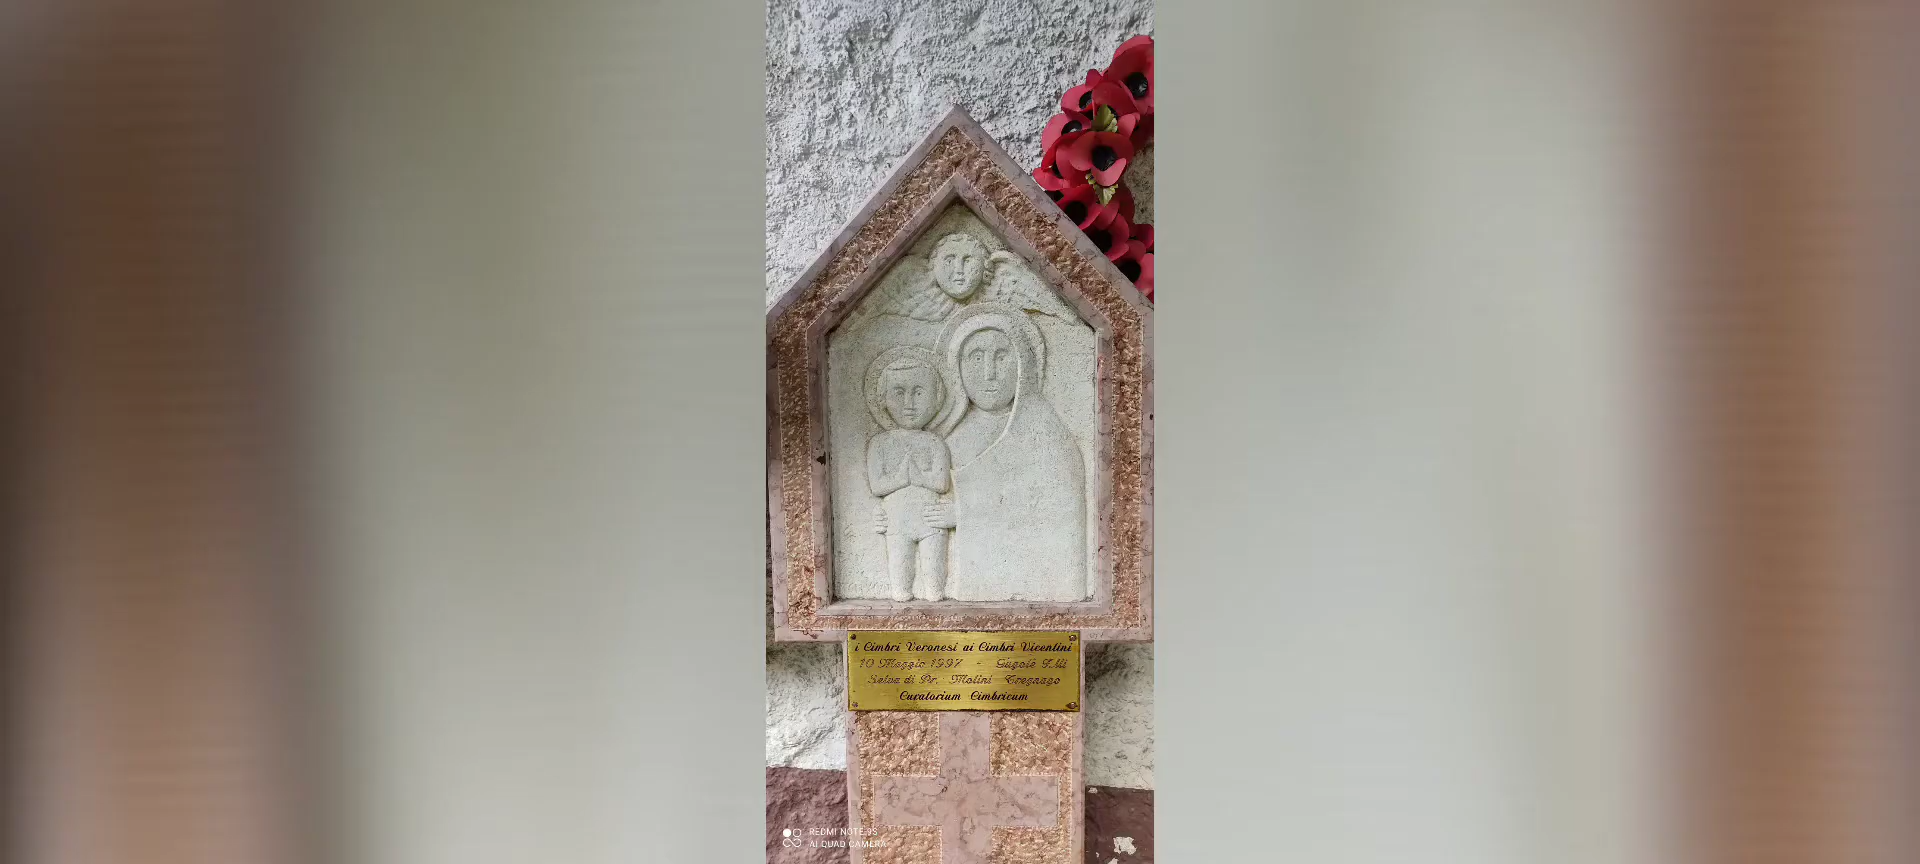 i Cimbri Veronesi ai Cimbri Vicentini
10 Maggio 1997 - Gugole F.lli
Selva di Pr. Molini Tregnago
Curatorium Cimbricum
REDMI NOTE 9S
AI QUAD CAMERA